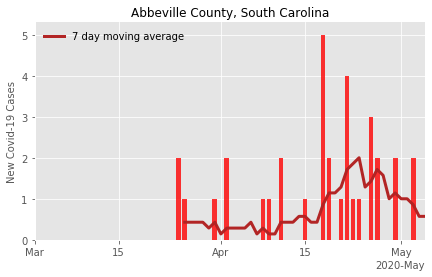 Abbeville County, South Carolina
7 day moving average
New Covid-19 Cases
5
4
3
2
1
0
Mar 15 Apr 15 May
2020-May